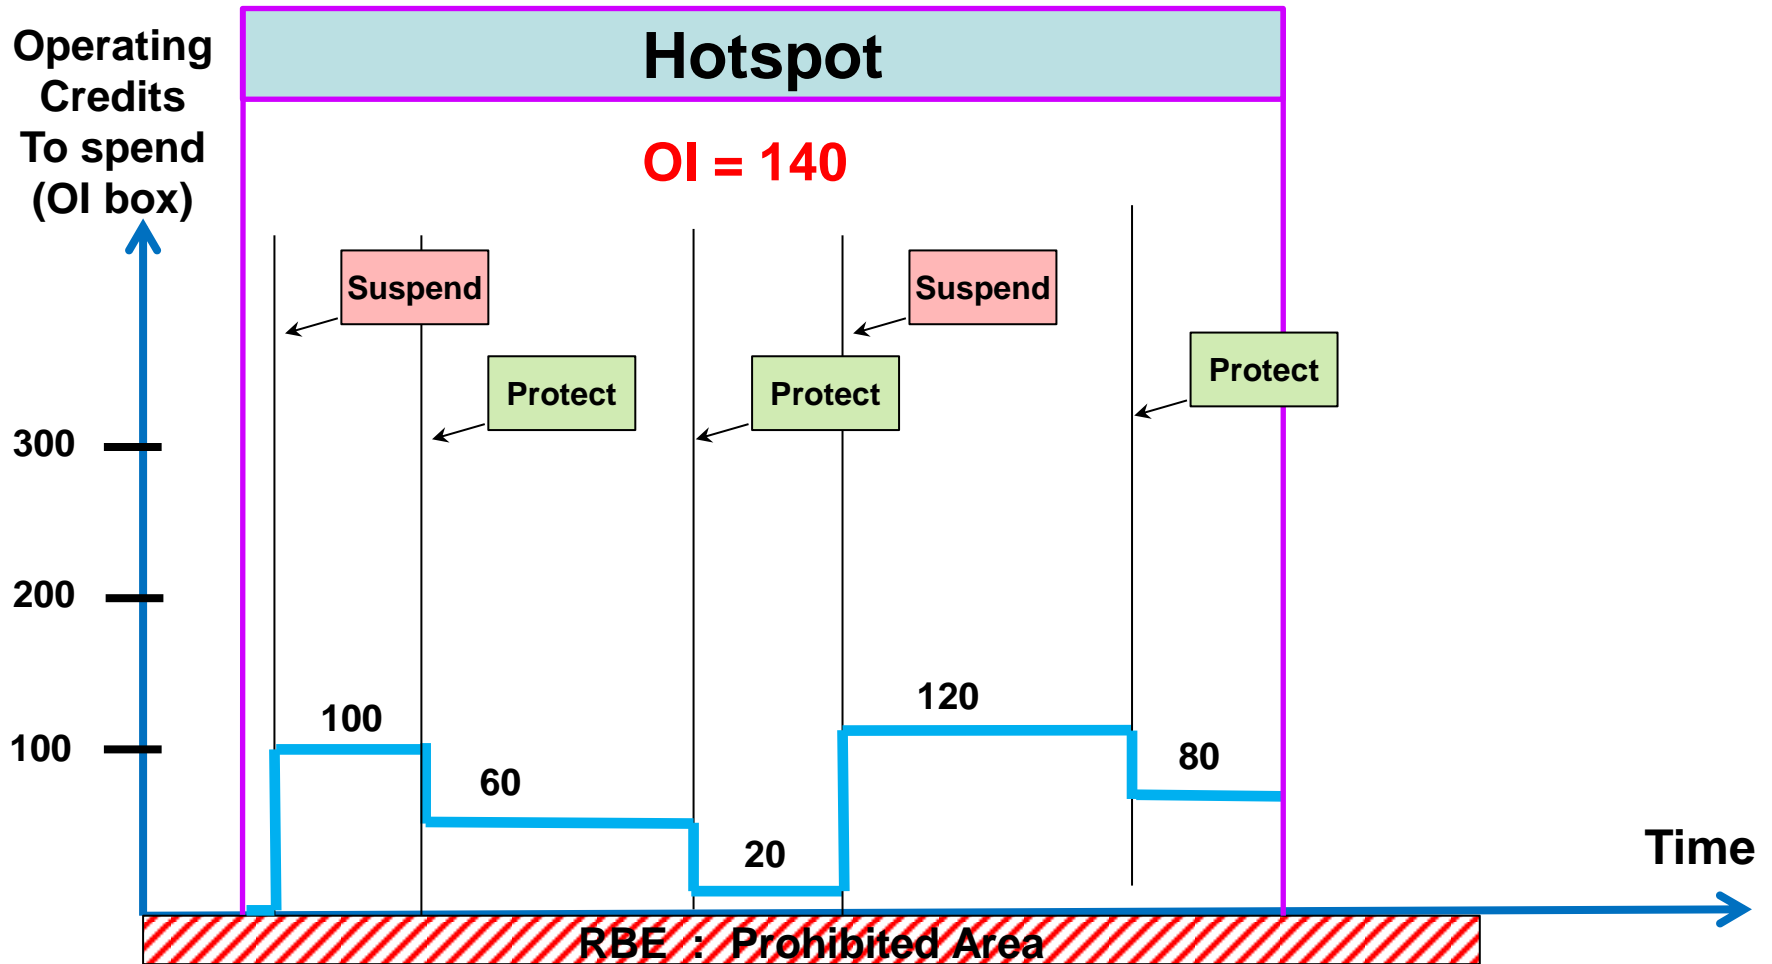 Operating
Credits
To spend
(OI box)
Hotspot
OI = 140
Suspend
Suspend
Protect
Protect
Protect
300
200
100
100
60
20
120
80
Time
RBE : Prohibited Area